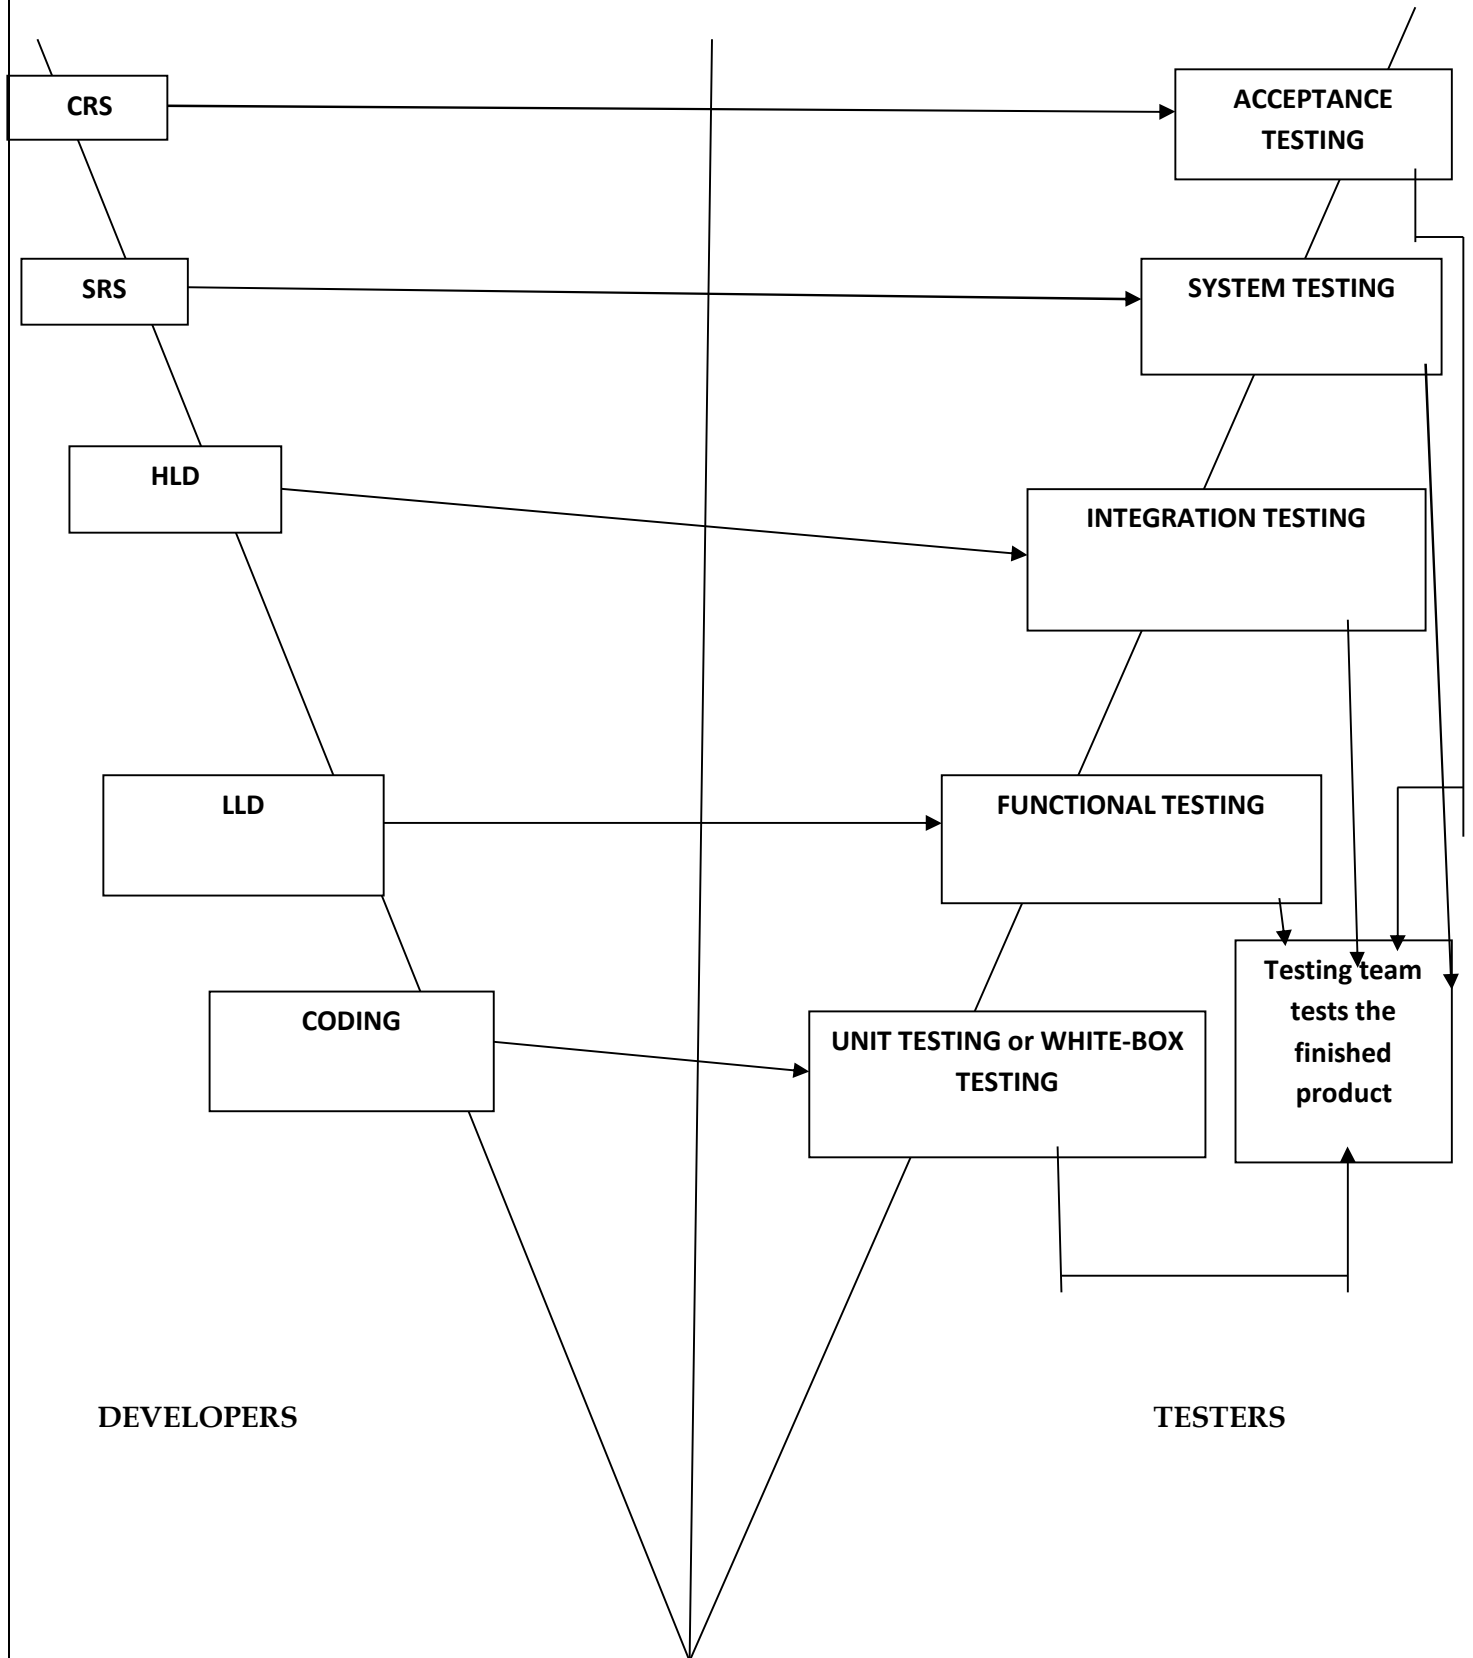 CRS
ACCEPTANCE
TESTING
SRS
SYSTEM TESTING
HLD
INTEGRATION TESTING
LLD
FUNCTIONAL TESTING
CODING
UNIT TESTING or WHITE-BOX
TESTING
Testing team
tests the
finished
product
DEVELOPERS
TESTERS